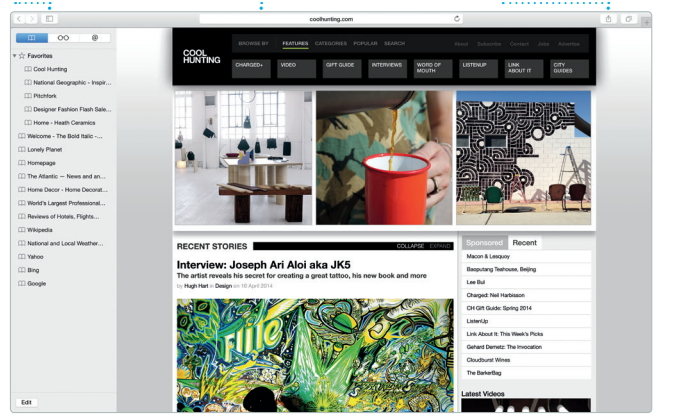 coolhunting.com
@
Favorites
Cool Hunting
National Geographic - Inspir...
Pitchfork
Designer Fashion Flash Sale...
Home - Heath Ceramics
Welcome - The Bold Italic -...
Lonely Planet
Homepage
The Atlantic — News and an...
Home Decor - Home Decorat...
World's Largest Professional...
Reviews of Hotels, Flights...
Wikipedia
National and Local Weather...
Yahoo
Bing
Google
Edit
COOL
HUNTING
BROWSE BY FEATURES CATEGORIES POPULAR SEARCH
About Subscribe Contact Jobs Advertise
CHARGED+
VIDEO
GIFT GUIDE
INTERVIEWS
WORD OF
MOUTH
LISTENUP
LINK
ABOUT IT
CITY
GUIDES
RECENT STORIES
COLLAPSE EXPAND
Interview: Joseph Ari Aloi aka JK5
The artist reveals his secret for creating a great tattoo, his new book and more
by Hugh Hart in Design on 16 April 2014
Flite
Sponsored Recent
Macon & Lesquoy
Baoputang Teahouse, Beijing
Lee Bul
Charged: Neil Harbisson
CH Gift Guide: Spring 2014
ListenUp
Link About It: This Week's Picks
Gehard Demetz: The Invocation
Cloudburst Wines
The BarkerBag
Latest Videos